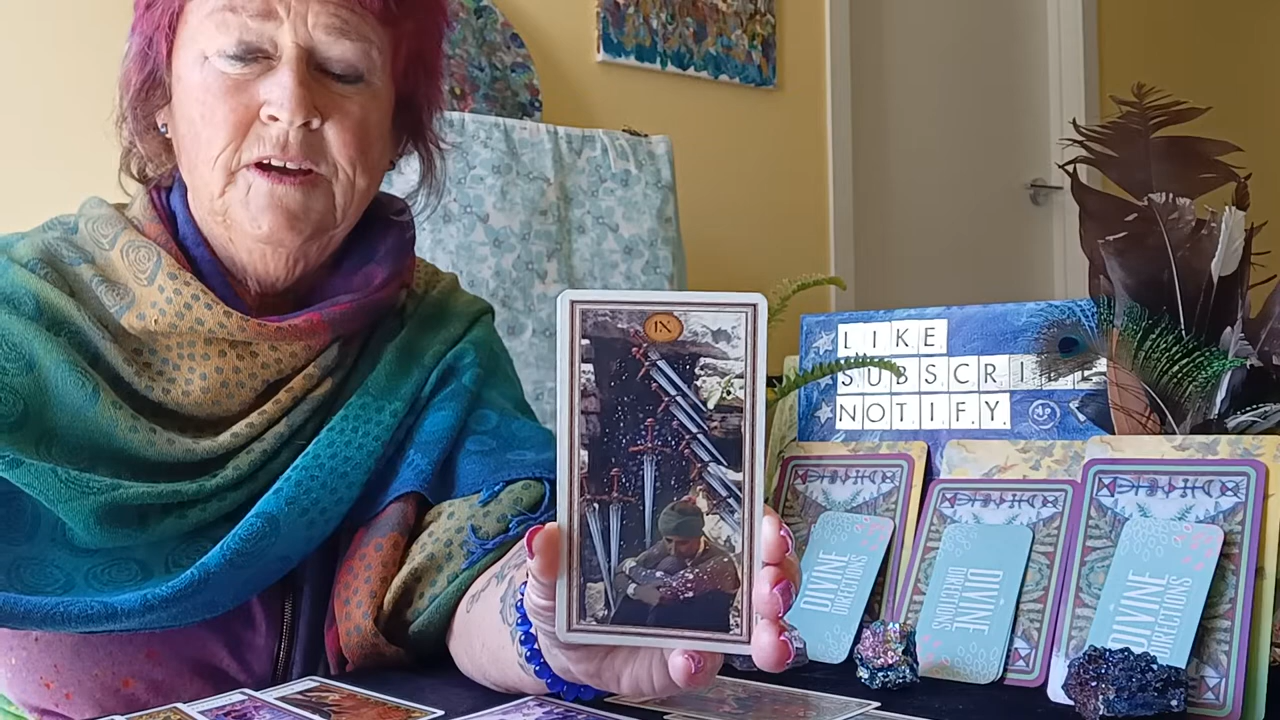 IX
LIKE
SUBSCRIBE
NOTIFY
DIVINE
DIRECTIONS
DIVINE
DIRECTIONS
DIVINE
DIRECTIONS